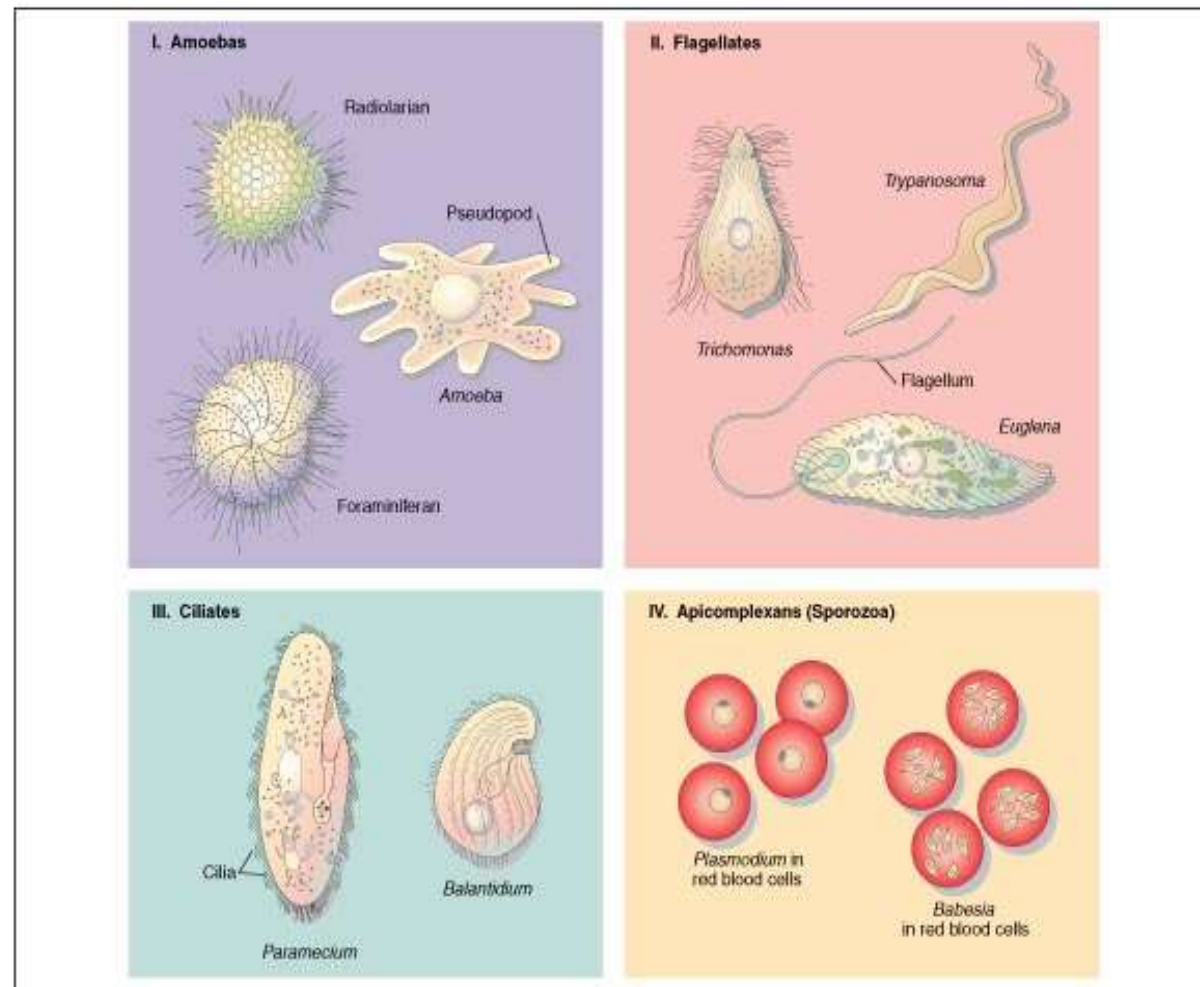 I. Amoebas
Radiolarian
Pseudopod
Amoeba
Foraminiferan
II. Flagellates
Trypanosoma
Trichomonas
Flagellum
Euglena
III. Ciliates
Cilia
Balantidium
Paramecium
IV. Apicomplexans (Sporozoa)
Plasmodium in
red blood cells
Babesia
in red blood cells